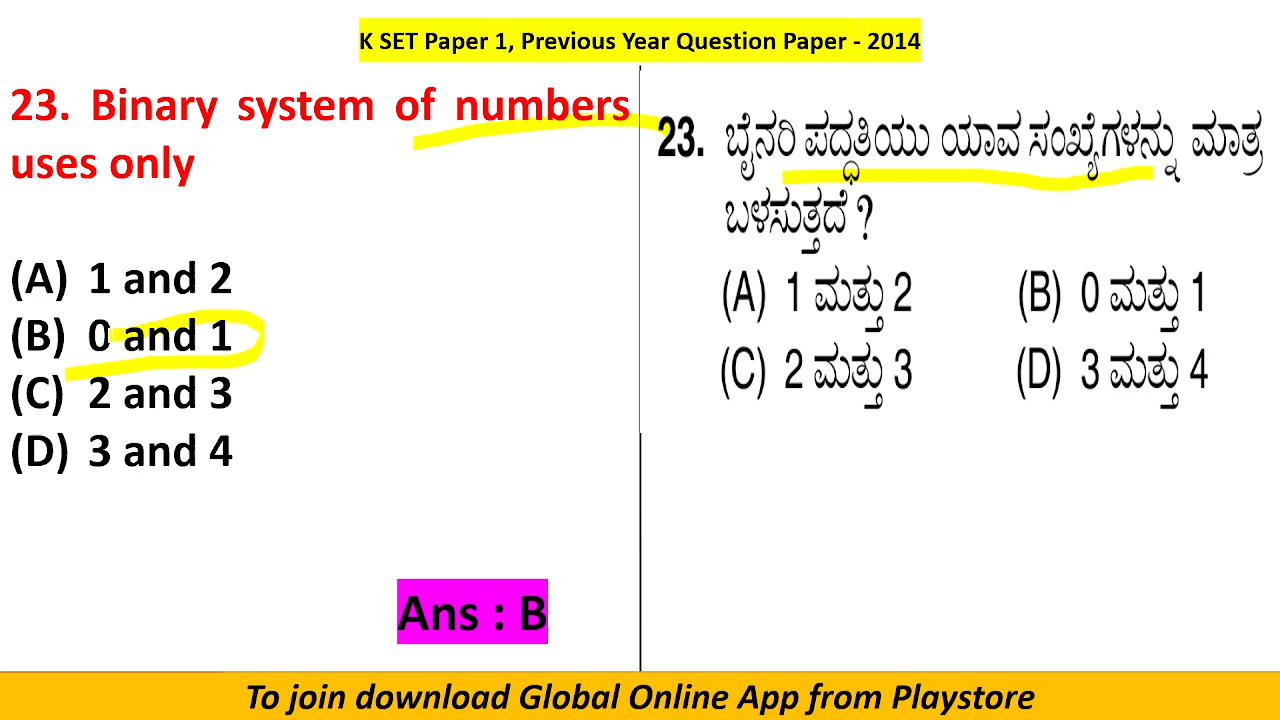 K SET Paper 1, Previous Year Question Paper - 2014
23. Binary system of numbers
uses only
(A) 1 and 2
(B) 0 and 1
(C) 2 and 3
(D) 3 and 4
Ans : B
23. ಬೈನರಿ ಪದ್ಧತಿಯು ಯಾವ ಸಂಖ್ಯೆಗಳನ್ನು ಮಾತ್ರ
ಬಳಸುತ್ತದೆ ?
(A) 1 ಮತ್ತು 2 (B) 0 ಮತ್ತು 1
(C) 2 ಮತ್ತು 3 (D) 3 ಮತ್ತು 4
To join download Global Online App from Playstore